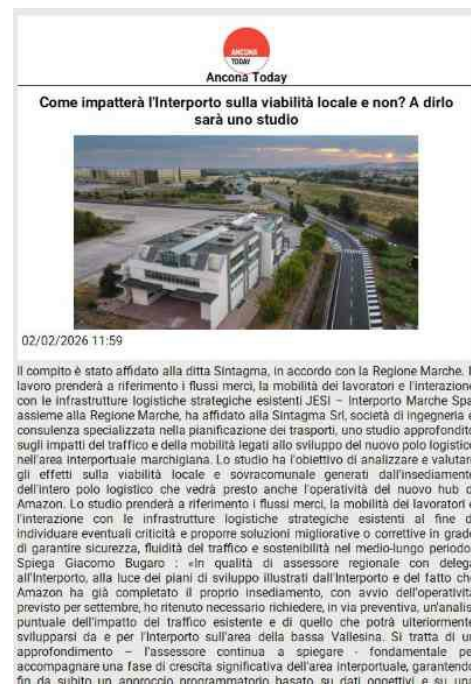 ANCONA
TODAY
Ancona Today
Come impatterà l'Interporto sulla viabilità locale e non? A dirlo
sarà uno studio
02/02/2026 11:59
Il compito è stato affidato alla ditta Sintagma, in accordo con la Regione Marche.
lavoro prenderà a riferimento i flussi merci, la mobilità dei lavoratori e l'interazione
con le infrastrutture logistiche strategiche esistenti JESI – Interporto Marche Spa
assieme alla Regione Marche, ha affidato alla Sintagma Srl, società di ingegneria e
consulenza specializzata nella pianificazione dei trasporti, uno studio approfondito
sugli impatti del traffico e della mobilità legati allo sviluppo del nuovo polo logistico
nell'area interportuale marchigiana. Lo studio ha l'obiettivo di analizzare e valutare
gli effetti sulla viabilità locale e sovracomunale generati dall'insediamento
dell'intero polo logistico che vedrà presto anche l'operatività del nuovo hub
Amazon. Lo studio prenderà a riferimento i flussi merci, la mobilità dei lavoratori e
l'interazione con le infrastrutture logistiche strategiche esistenti al fine
individuare eventuali criticità e proporre soluzioni migliorative o correttive in grado
di garantire sicurezza, fluidità del traffico e sostenibilità nel medio-lungo periodo.
Spiega Giacomo Bugaro : «In qualità di assessore regionale con delega
all'Interporto, alla luce dei piani di sviluppo illustrati dall'Interporto e del fatto che
Amazon ha già completato il proprio insediamento, con avvio dell'operatività
previsto per settembre, ho ritenuto necessario richiedere, in via preventiva, un'analisi
puntuale dell'impatto del traffico esistente e di quello che potrà ulteriormente
svilupparsi da e per l'Interporto sull'area della bassa Vallesina. Si tratta di un
approfondimento – l'assessore continua a spiegare - fondamentale per
accompagnare una fase di crescita significativa dell'area interportuale, garantendo
fin da subito un approccio programmatorio basato su dati oggettivi e su una